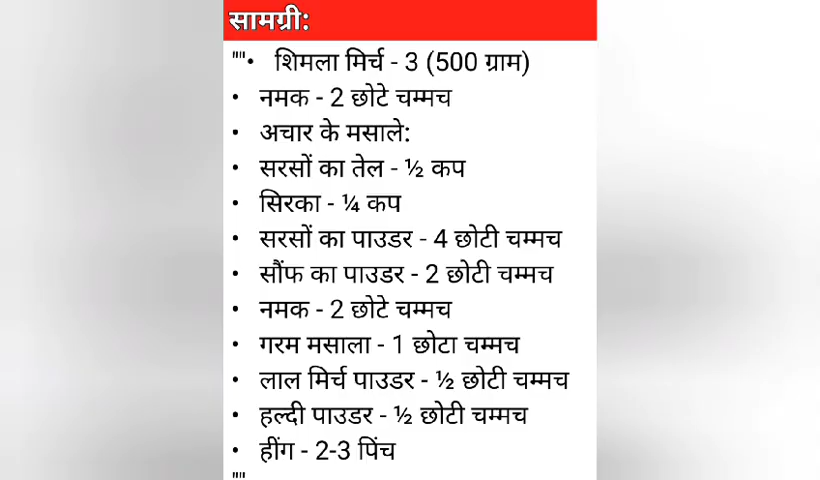 सामग्री:
""• शिमला मिर्च - 3 (500 ग्राम)
• नमक - 2 छोटे चम्मच
• अचार के मसाले:
• सरसों का तेल - ½ कप
• सिरका - ¼ कप
• सरसों का पाउडर - 4 छोटी चम्मच
• सौंफ का पाउडर - 2 छोटी चम्मच
• नमक - 2 छोटे चम्मच
• गरम मसाला - 1 छोटा चम्मच
• लाल मिर्च पाउडर - ½ छोटी चम्मच
• हल्दी पाउडर - ½ छोटी चम्मच
• हींग - 2-3 पिंच
""